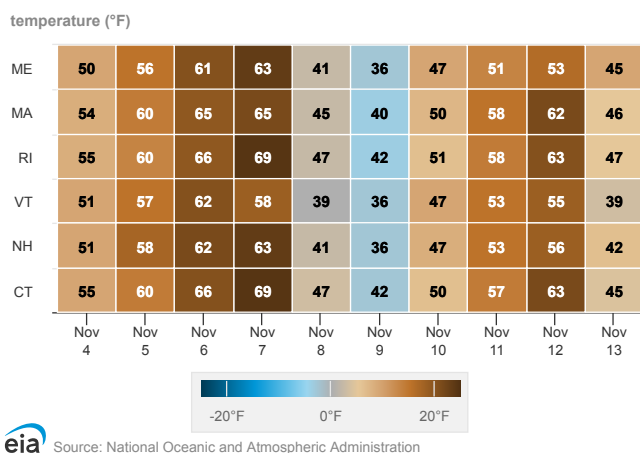 temperature (°F)
ME 50 56 61 63 41 36 47 51 53 45
MA 54 60 65 65 45 40 50 58 62 46
RI 55 60 66 69 47 42 51 58 63 47
VT 51 57 62 58 39 36 47 53 55 39
NH 51 58 62 63 41 36 47 53 56 42
CT 55 60 66 69 47 42 50 57 63 45
Nov Nov Nov Nov Nov Nov Nov Nov Nov Nov
4 5 6 7 8 9 10 11 12 13
-20°F 0°F 20°F
eia Source: National Oceanic and Atmospheric Administration